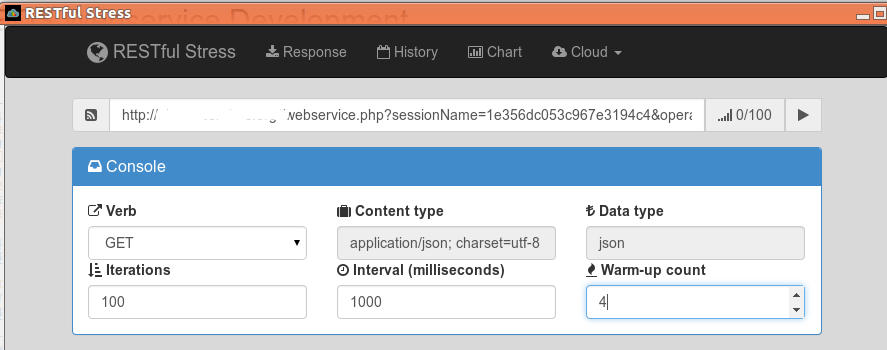 RESTful Stress
service Development
RESTful Stress Response History Chart Cloud
http:// /webservice.php?sessionName=1e356dc053c967e3194c4&opera 0/100
Console
Verb Content type Data type
GET application/json; charset=utf-8 json
Iterations Interval (milliseconds) Warm-up count
100 1000 4